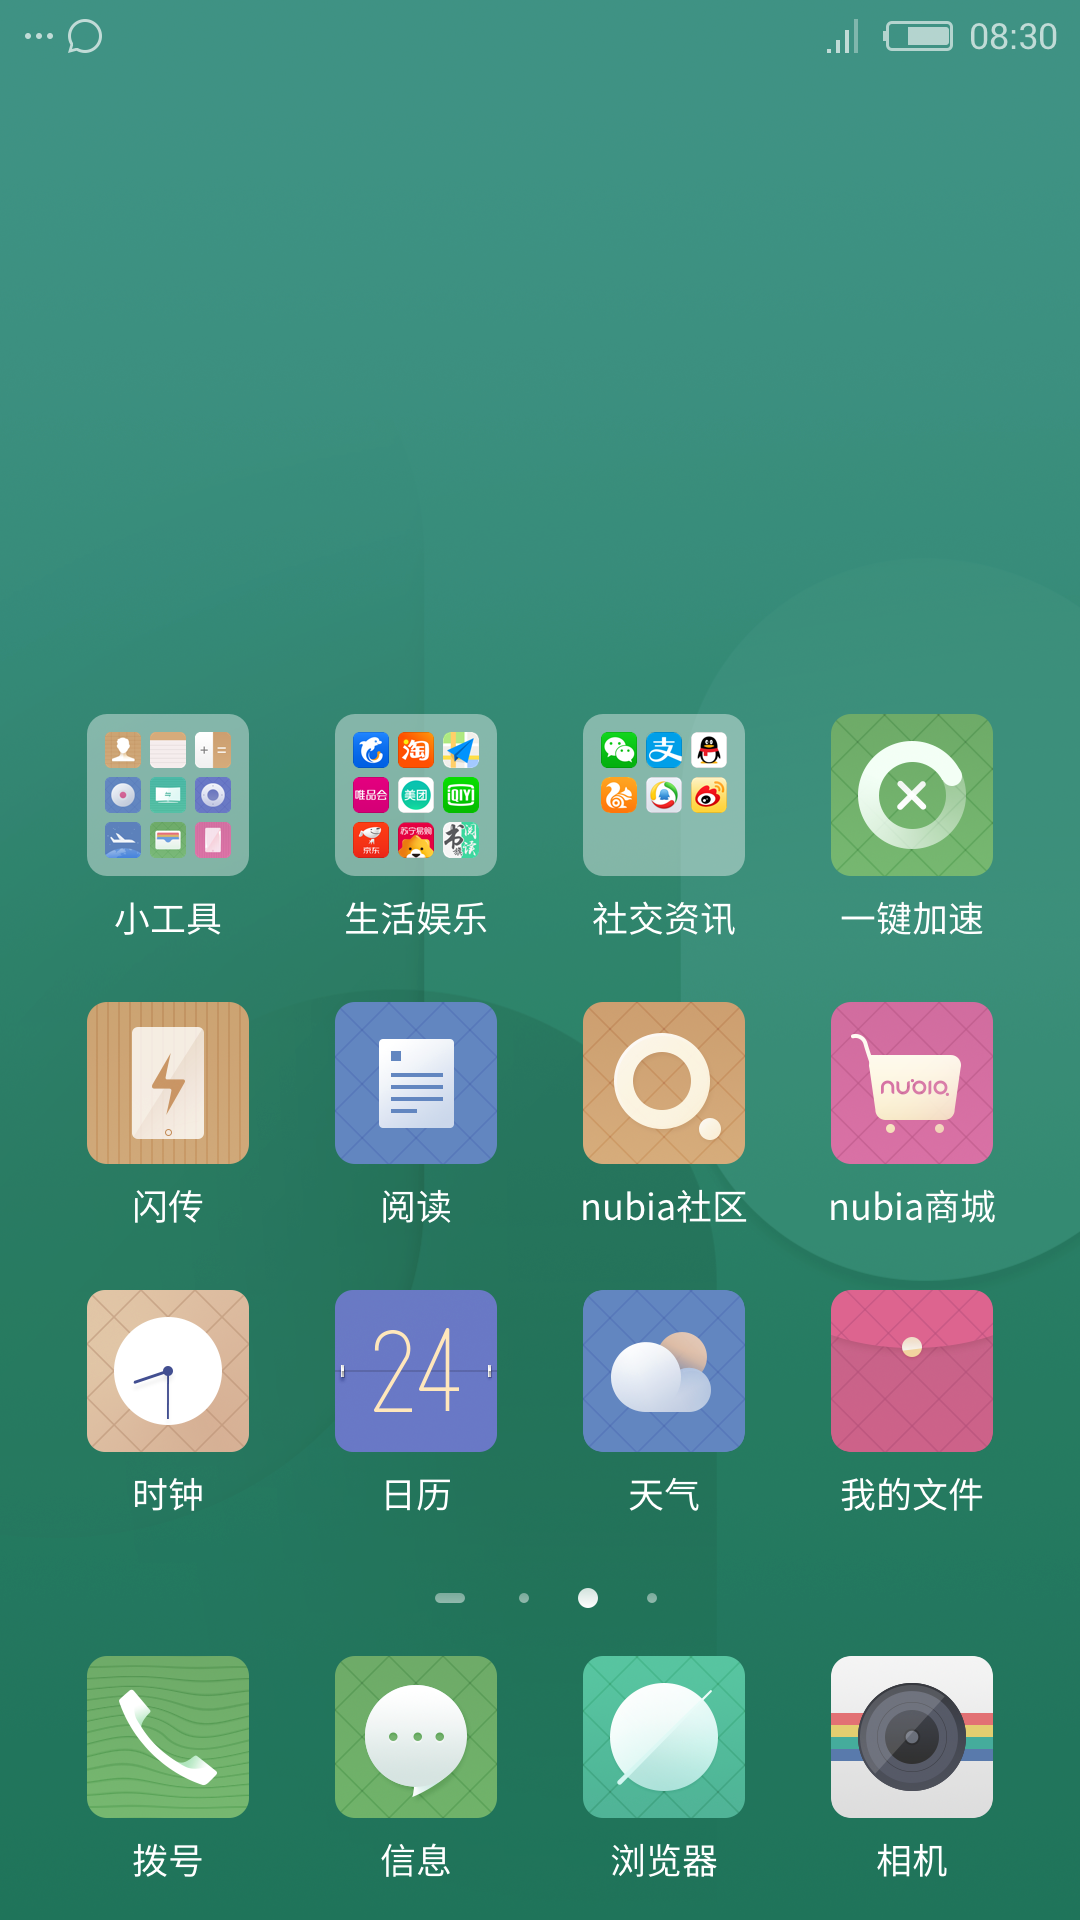 08:30
淘
支
唯品会
美团
QIYI
京东
苏宁易购
书旗
阅读
小工具
生活娱乐
社交资讯
一键加速
nubia
闪传
阅读
nubia社区
nubia商城
24
时钟
日历
天气
我的文件
拨号
信息
浏览器
相机